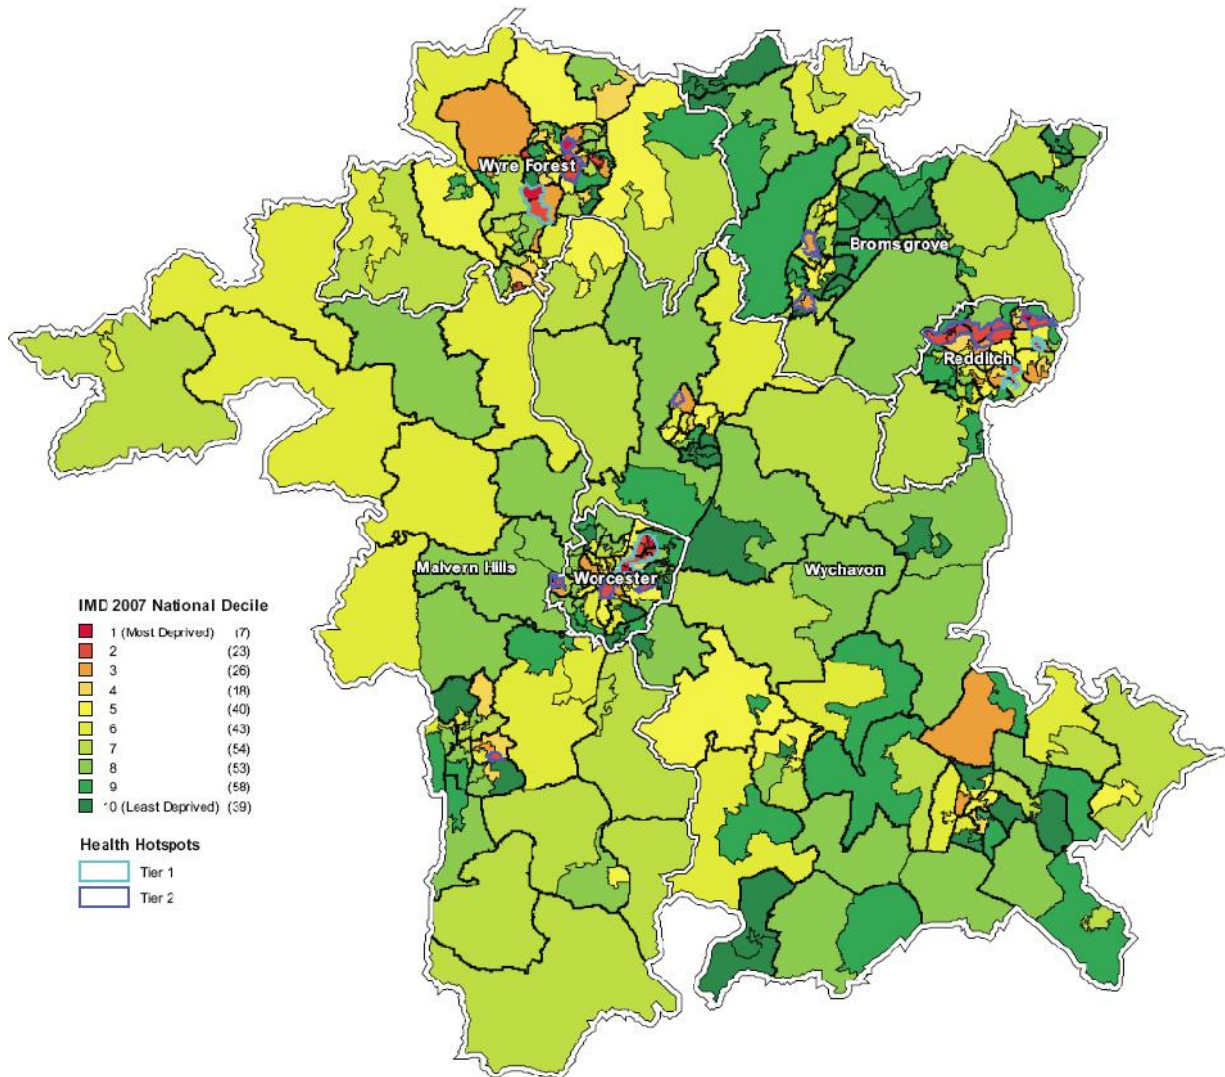 Wyre Forest
Bromsgrove
Redditch
Malvern Hills
Worcester
Wychavon
IMD 2007 National Decile
1 (Most Deprived) (7)
2 (23)
3 (26)
4 (18)
5 (40)
6 (43)
7 (54)
8 (53)
9 (58)
10 (Least Deprived) (39)
Health Hotspots
Tier 1
Tier 2